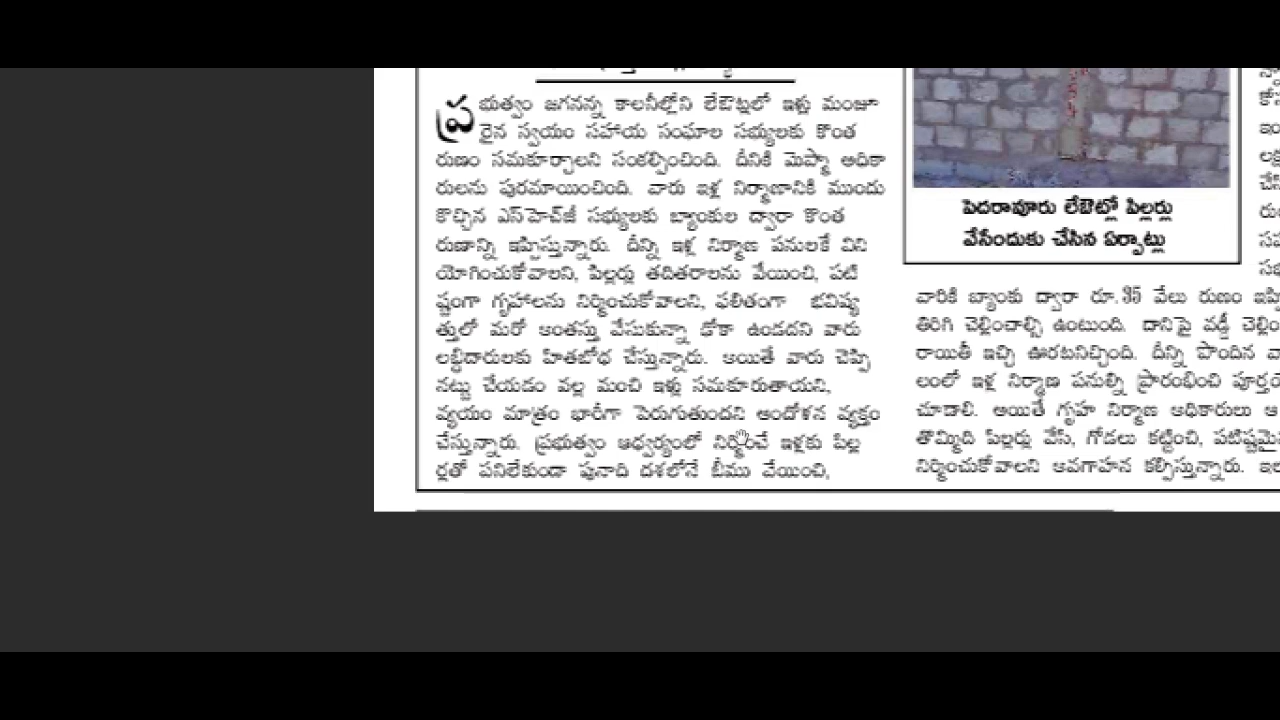 ప్రభుత్వం జగనన్న కాలనీల్లోని లేఔట్లలో ఇళ్లు మంజూ
రైన స్వయం సహాయ సంఘాల సభ్యులకు కొంత
రుణం సమకూర్చాలని సంకల్పించింది. దీనికి మెప్మా అధికా
రులను పురమాయించింది. వారు ఇళ్ల నిర్మాణానికి ముందు
కొచ్చిన ఎస్‌హెచ్‌జీ సభ్యులకు బ్యాంకుల ద్వారా కొంత
రుణాన్ని ఇప్పిస్తున్నారు. దీన్ని ఇళ్ల నిర్మాణ పనులకే విని
యోగించుకోవాలని, పిల్లర్లు తదితరాలను వేయించి, పటి
ష్ఠంగా గృహాలను నిర్మించుకోవాలని, ఫలితంగా భవిష్య
త్తులో మరో అంతస్తు వేసుకున్నా ఢోకా ఉండదని వారు
లబ్ధిదారులకు హితబోధ చేస్తున్నారు. అయితే వారు చెప్పి
నట్టు చేయడం వల్ల మంచి ఇళ్లు సమకూరుతాయని,
వ్యయం మాత్రం భారీగా పెరుగుతుందని ఆందోళన వ్యక్తం
చేస్తున్నారు. ప్రభుత్వం ఆధ్వర్యంలో నిర్మించే ఇళ్లకు పిల్ల
ర్లతో పనిలేకుండా పునాది దశలోనే బీము వేయించి,
పెదరావూరు లేఔట్లో పిల్లర్లు
వేసేందుకు చేసిన ఏర్పాట్లు
వారికి బ్యాంకు ద్వారా రూ.35 వేలు రుణం
తిరిగి చెల్లించాల్సి ఉంటుంది. దానిపై వడ్డీ
రాయితీ ఇచ్చి ఊరటనిచ్చింది. దీన్ని పొందిన
లంలో ఇళ్ల నిర్మాణ పనుల్ని ప్రారంభించి
చూడాలి. అయితే గృహ నిర్మాణ అధికారులు
తొమ్మిది పిల్లర్లు వేసి, గోడలు కట్టించి,
నిర్మించుకోవాలని అవగాహన కల్పిస్తున్నారు.